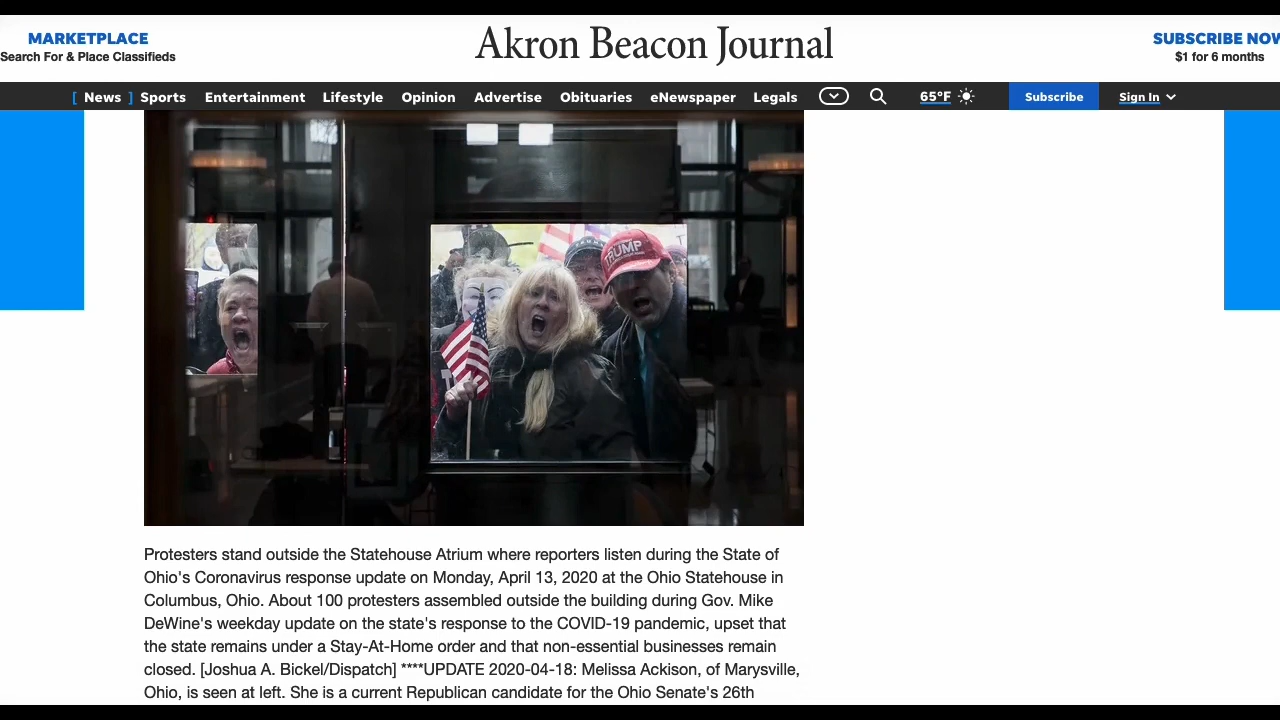 MARKETPLACE
Search For & Place Classifieds
Akron Beacon Journal
SUBSCRIBE NOW
$1 for 6 months
[ News ] Sports Entertainment Lifestyle Opinion Advertise Obituaries eNewspaper Legals 65°F Subscribe Sign In
TRUMP
Protesters stand outside the Statehouse Atrium where reporters listen during the State of
Ohio's Coronavirus response update on Monday, April 13, 2020 at the Ohio Statehouse in
Columbus, Ohio. About 100 protesters assembled outside the building during Gov. Mike
DeWine's weekday update on the state's response to the COVID-19 pandemic, upset that
the state remains under a Stay-At-Home order and that non-essential businesses remain
closed. [Joshua A. Bickel/Dispatch] ****UPDATE 2020-04-18: Melissa Ackison, of Marysville,
Ohio, is seen at left. She is a current Republican candidate for the Ohio Senate's 26th